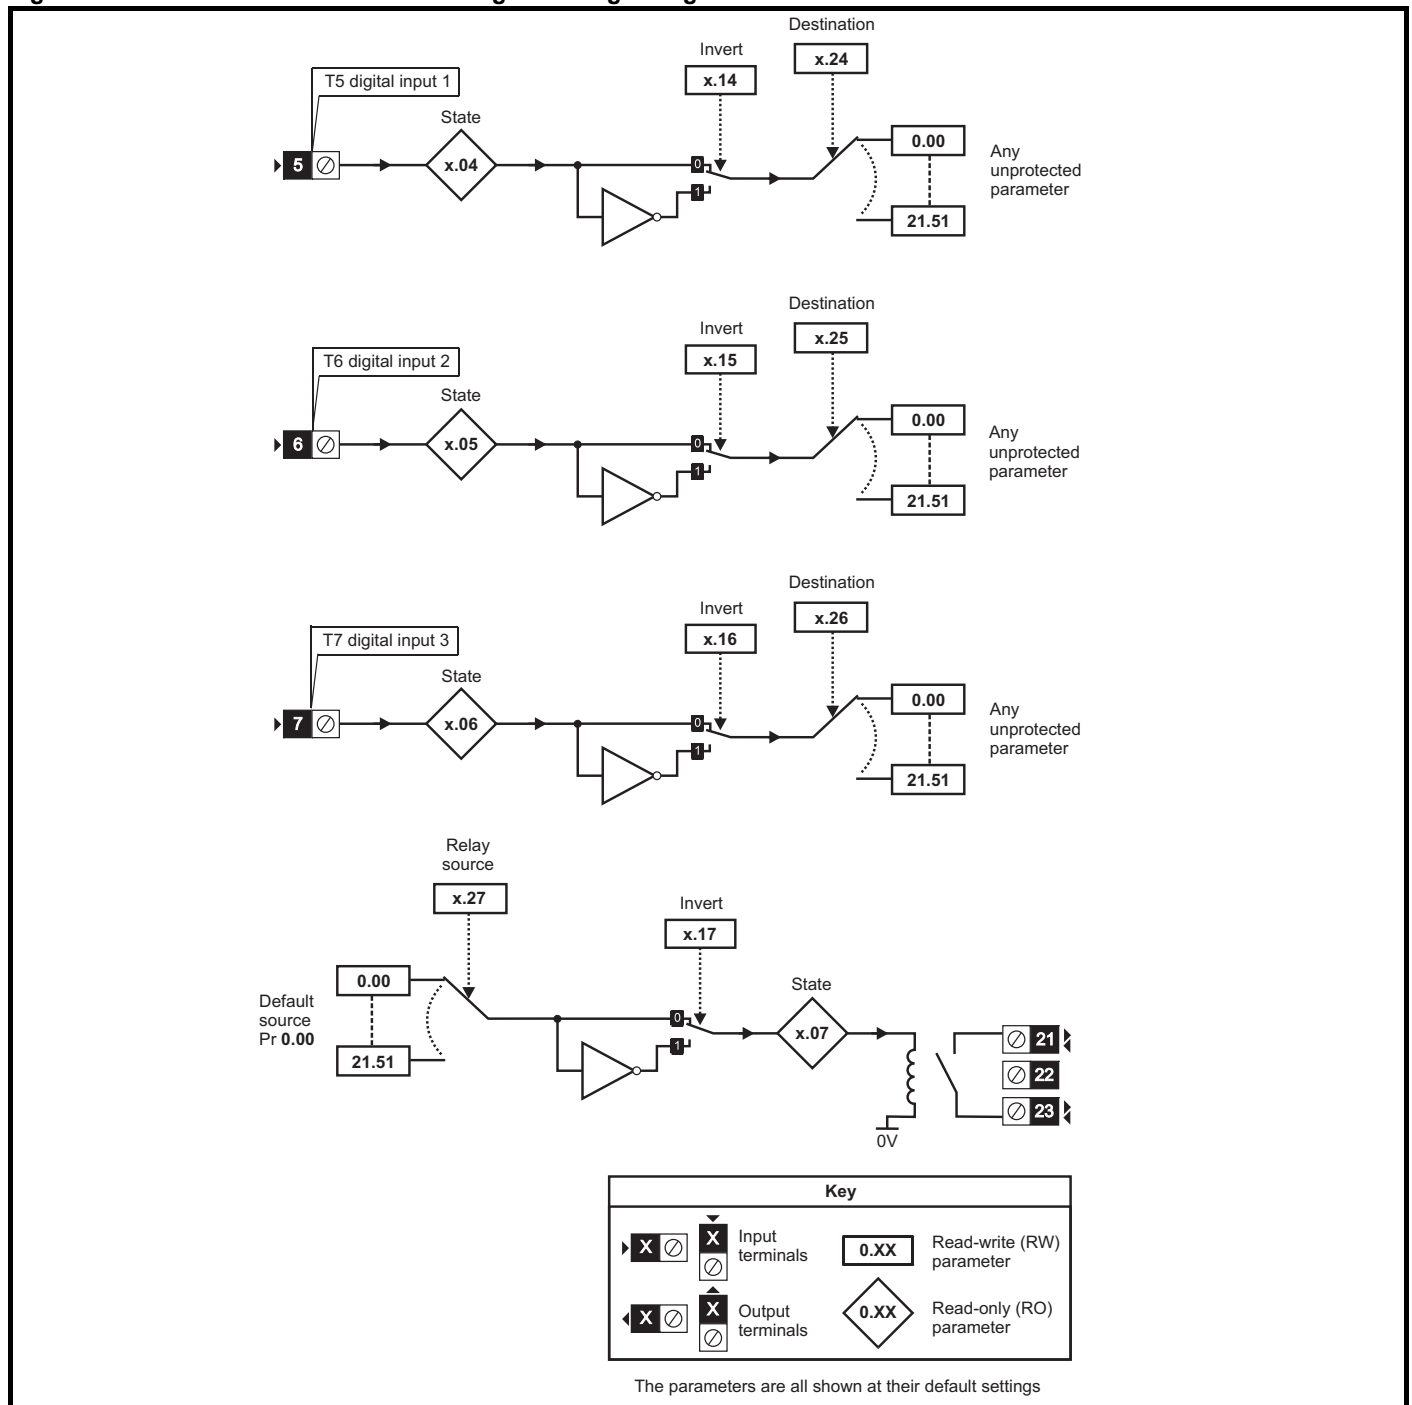 Destination
Invert
x.24
x.14
T5 digital input 1
State
0.00
5
x.04
0
1
Any
unprotected
parameter
21.51
Destination
Invert
x.25
x.15
T6 digital input 2
State
0.00
6
x.05
0
1
Any
unprotected
parameter
21.51
Destination
Invert
x.26
x.16
T7 digital input 3
State
0.00
7
x.06
0
1
Any
unprotected
parameter
21.51
Relay
source
x.27
Invert
x.17
State
0.00
Default
source
Pr 0.00
21.51
0
1
x.07
21
22
23
0V
Key
X
X
Input
terminals
0.XX
Read-write (RW)
parameter
X
X
Output
terminals
0.XX
Read-only (RO)
parameter
The parameters are all shown at their default settings